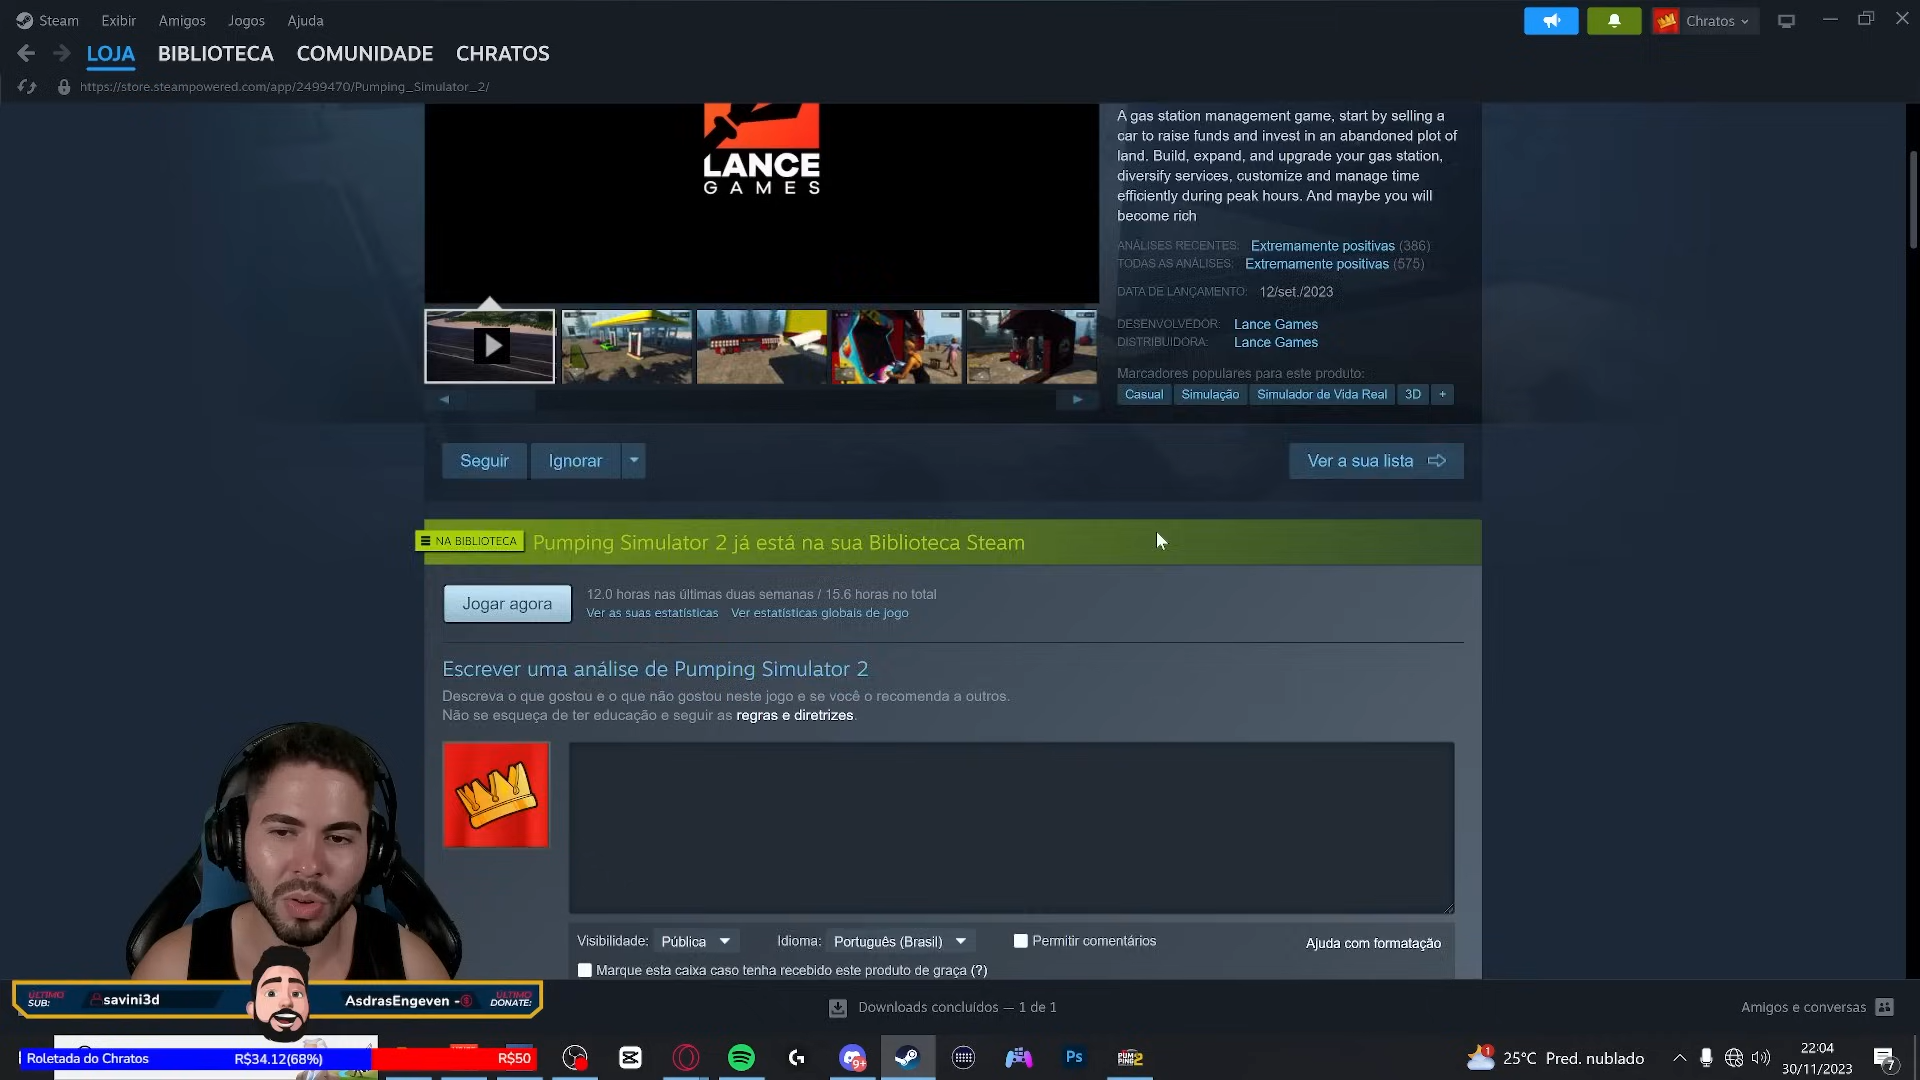 Steam
Exibir
Amigos
Jogos
Ajuda
Chratos
LOJA
BIBLIOTECA
COMUNIDADE
CHRATOS
https://store.steampowered.com/app/2499470/Pumping_Simulator_2/
LANCE
GAMES
A gas station management game, start by selling a
car to raise funds and invest in an abandoned plot of
land. Build, expand, and upgrade your gas station,
diversify services, customize and manage time
efficiently during peak hours. And maybe you will
become rich
ANÁLISES RECENTES: Extremamente positivas (386)
TODAS AS ANÁLISES: Extremamente positivas (575)
DATA DE LANÇAMENTO: 12/set./2023
DESENVOLVEDOR: Lance Games
DISTRIBUIDORA: Lance Games
Marcadores populares para este produto:
Casual
Simulação
Simulador de Vida Real
3D
+
Seguir
Ignorar
Ver a sua lista
NA BIBLIOTECA
Pumping Simulator 2 já está na sua Biblioteca Steam
Jogar agora
12.0 horas nas últimas duas semanas / 15.6 horas no total
Ver as suas estatísticas Ver estatísticas globais de jogo
Escrever uma análise de Pumping Simulator 2
Descreva o que gostou e o que não gostou neste jogo e se você o recomenda a outros.
Não se esqueça de ter educação e seguir as regras e diretrizes.
Visibilidade: Pública
Idioma: Português (Brasil)
Permitir comentários
Ajuda com formatação
Marque esta caixa caso tenha recebido este produto de graça (?)
ÚLTIMO
SUB:
savini3d
AsdrasEngeven -
ÚLTIMO
DONATE:
Downloads concluídos — 1 de 1
Amigos e conversas
Roletada do Chratos
R$34.12(68%)
R$50
9+
Ps
1
25°C Pred. nublado
22:04
30/11/2023
7